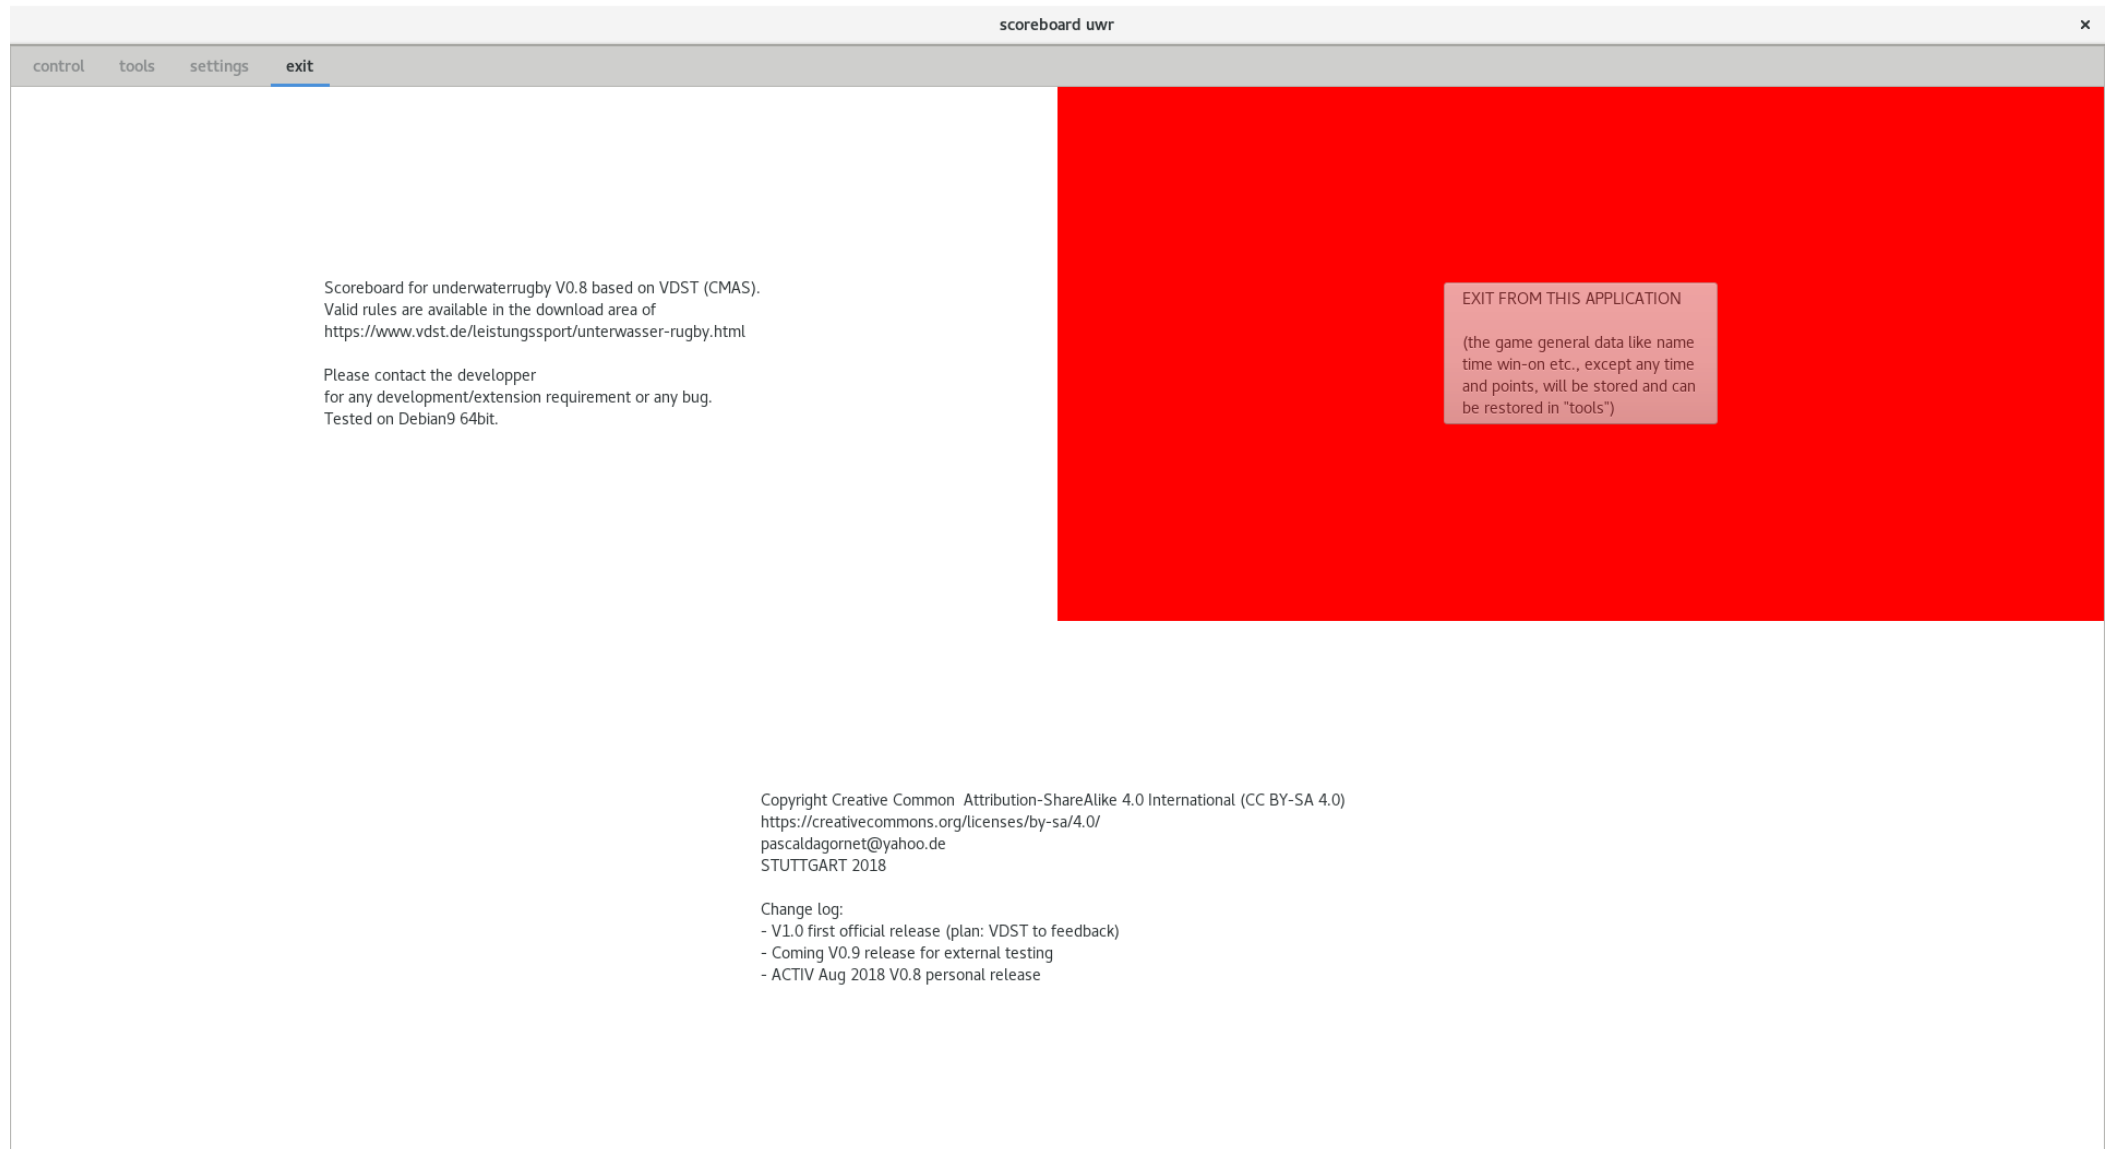 scoreboard uwr ×
control tools settings exit
Scoreboard for underwaterrugby V0.8 based on VDST (CMAS).
Valid rules are available in the download area of
https://www.vdst.de/leistungssport/unterwasser-rugby.html
Please contact the developper
for any development/extension requirement or any bug.
Tested on Debian9 64bit.
EXIT FROM THIS APPLICATION
(the game general data like name
time win-on etc., except any time
and points, will be stored and can
be restored in "tools")
Copyright Creative Common  Attribution-ShareAlike 4.0 International (CC BY-SA 4.0)
https://creativecommons.org/licenses/by-sa/4.0/
pascaldagornet@yahoo.de
STUTTGART 2018
Change log:
- V1.0 first official release (plan: VDST to feedback)
- Coming V0.9 release for external testing
- ACTIV Aug 2018 V0.8 personal release